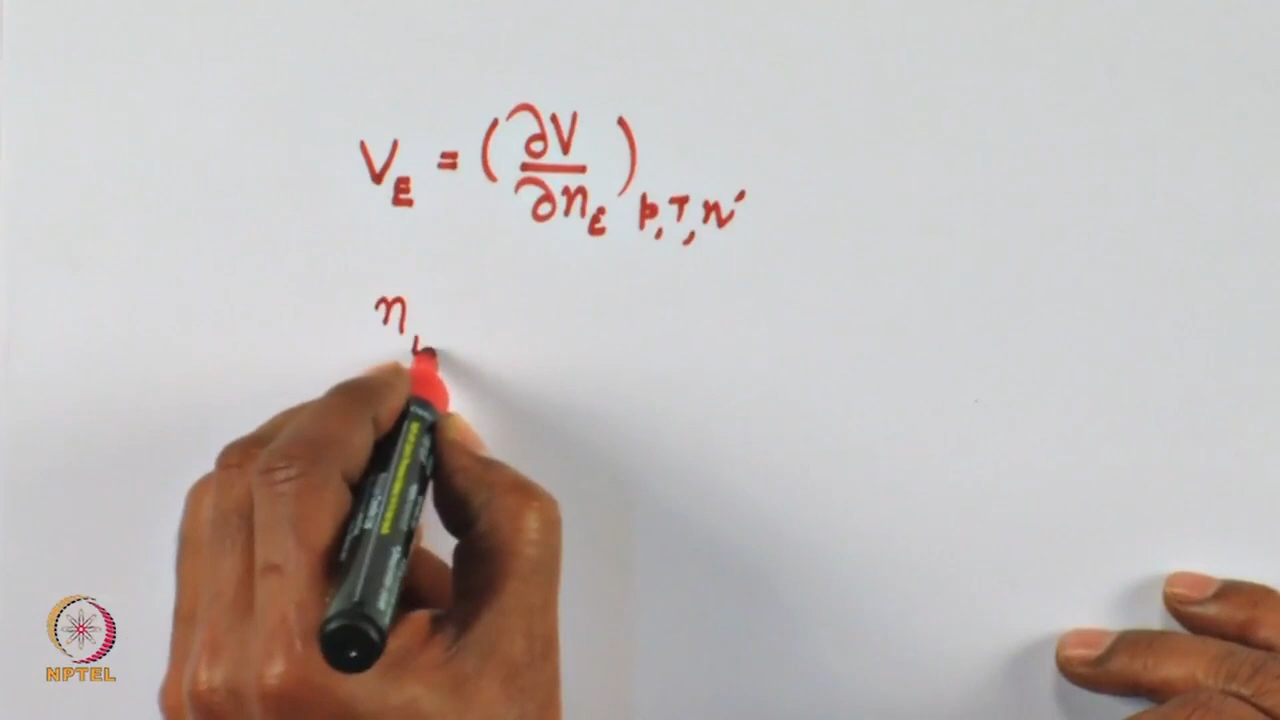 V_E = (∂V/∂n_E)_{p,T,n'}
n
NPTEL